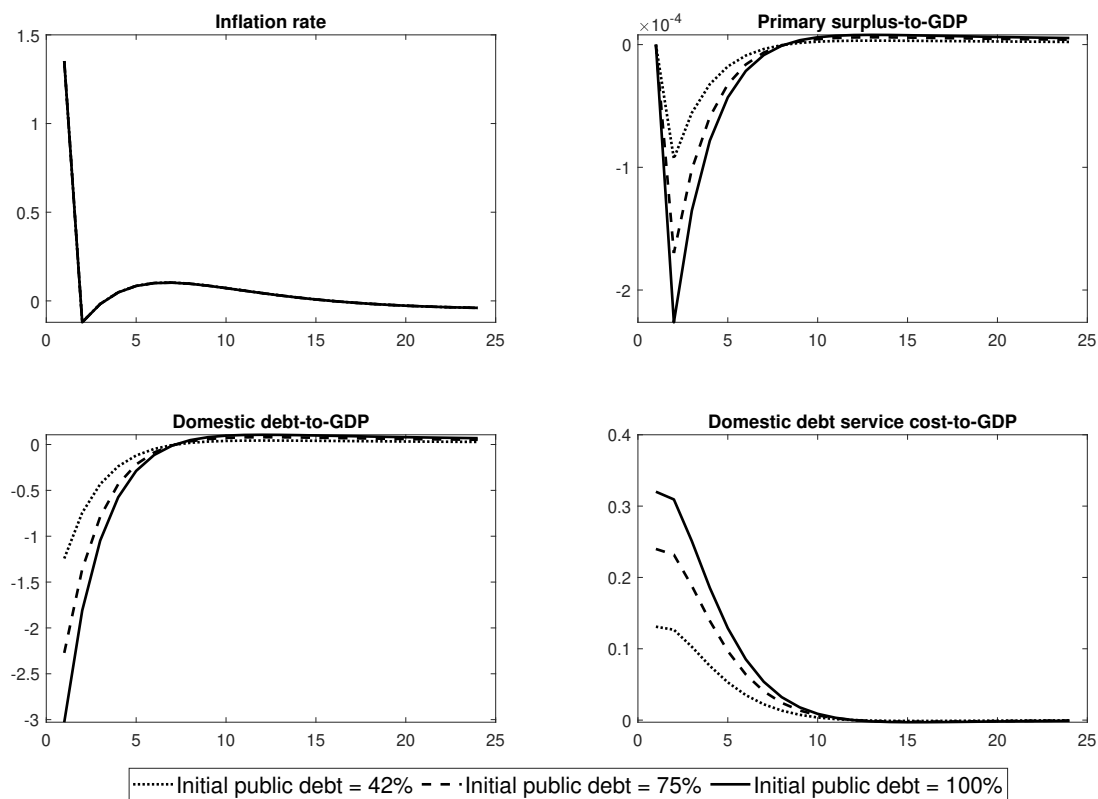 Inflation rate
1.5
1
0.5
0
0 5 10 15 20 25
Primary surplus-to-GDP
×10-4
0
-1
-2
0 5 10 15 20 25
Domestic debt-to-GDP
0
-0.5
-1
-1.5
-2
-2.5
-3
0 5 10 15 20 25
Domestic debt service cost-to-GDP
0.4
0.3
0.2
0.1
0
0 5 10 15 20 25
Initial public debt = 42% Initial public debt = 75% Initial public debt = 100%